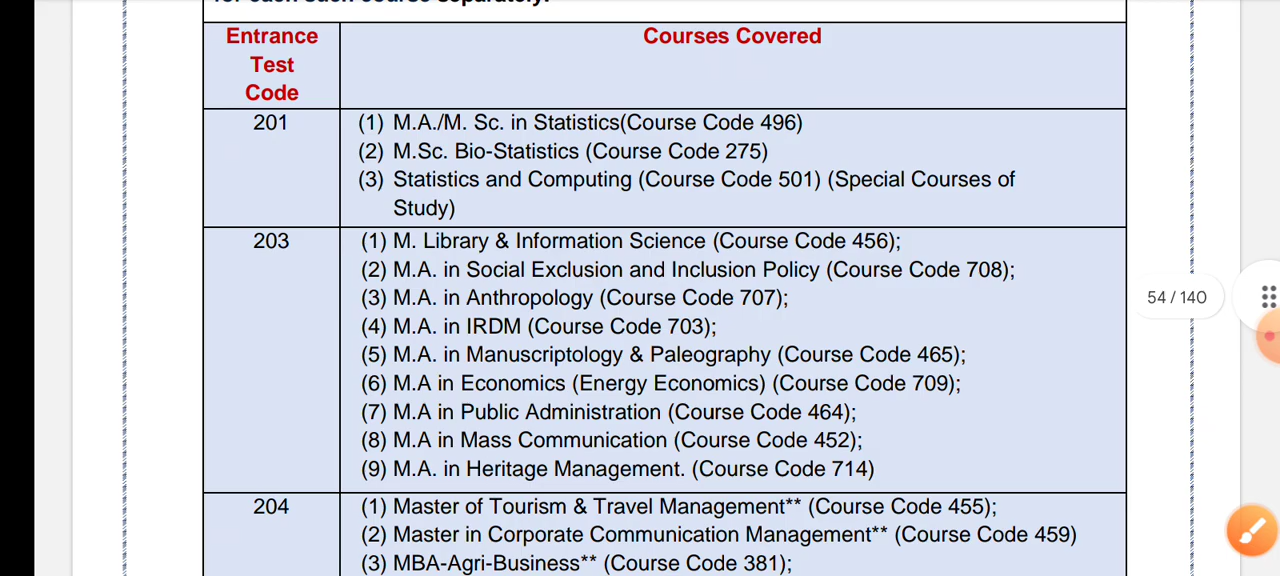 for each such course separately.
Entrance Test Code
Courses Covered
201
(1) M.A./M. Sc. in Statistics(Course Code 496)
(2) M.Sc. Bio-Statistics (Course Code 275)
(3) Statistics and Computing (Course Code 501) (Special Courses of
Study)
203
(1) M. Library & Information Science (Course Code 456);
(2) M.A. in Social Exclusion and Inclusion Policy (Course Code 708);
(3) M.A. in Anthropology (Course Code 707);
(4) M.A. in IRDM (Course Code 703);
(5) M.A. in Manuscriptology & Paleography (Course Code 465);
(6) M.A in Economics (Energy Economics) (Course Code 709);
(7) M.A in Public Administration (Course Code 464);
(8) M.A in Mass Communication (Course Code 452);
(9) M.A. in Heritage Management. (Course Code 714)
54 / 140
204
(1) Master of Tourism & Travel Management** (Course Code 455);
(2) Master in Corporate Communication Management** (Course Code 459)
(3) MBA-Agri-Business** (Course Code 381);